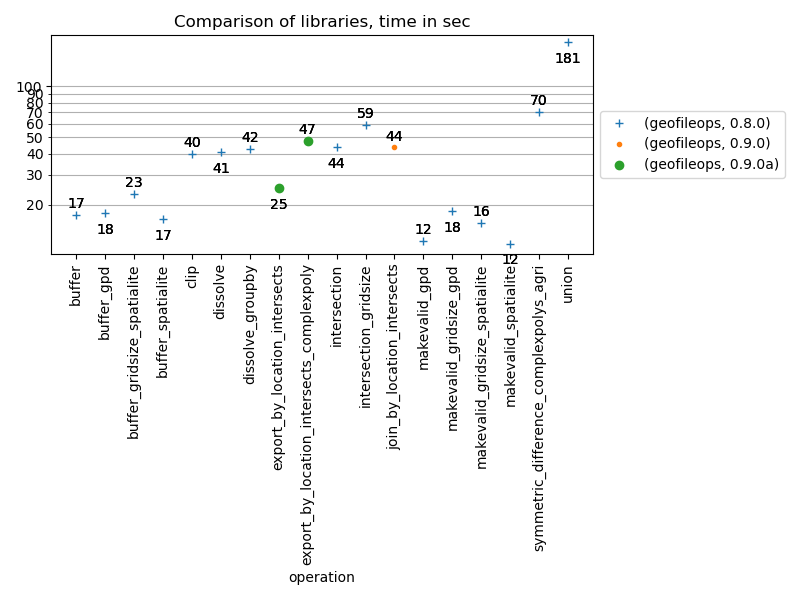 Comparison of libraries, time in sec
100
90
80
70
60
50
40
30
20
17
18
23
17
40
41
42
25
47
44
59
44
12
18
16
12
70
181
(geofileops, 0.8.0)
(geofileops, 0.9.0)
(geofileops, 0.9.0a)
buffer
buffer_gpd
buffer_gridsize_spatialite
buffer_spatialite
clip
dissolve
dissolve_groupby
export_by_location_intersects
export_by_location_intersects_complexpoly
intersection
intersection_gridsize
join_by_location_intersects
makevalid_gpd
makevalid_gridsize_gpd
makevalid_gridsize_spatialite
makevalid_spatialite
symmetric_difference_complexpolys_agri
union
operation